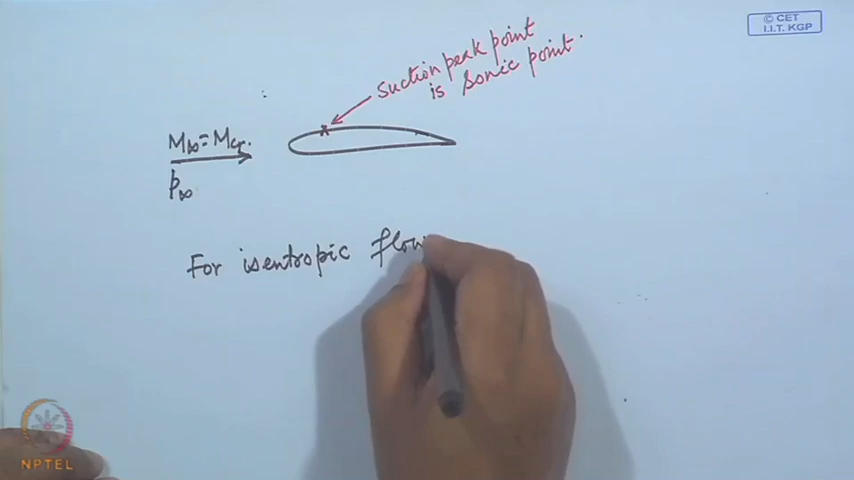 © CET
I.I.T. KGP
Suction peak point
is sonic point.
M∞=Mcr.
p∞
For isentropic flow
NPTEL